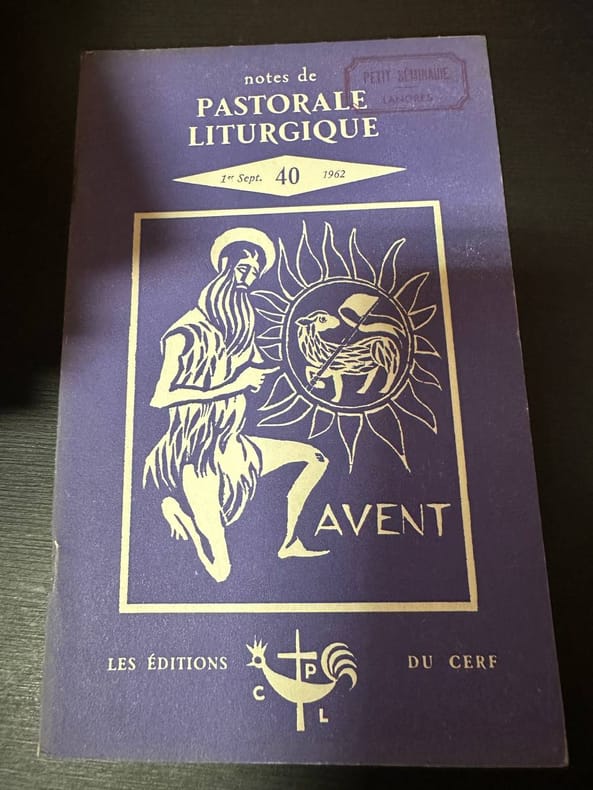 notes de
PASTORALE
LITURGIQUE
PETIT SÉMINAIRE
LANGRES
1er Sept. 40 1962
AVENT
LES ÉDITIONS DU CERF
C P L